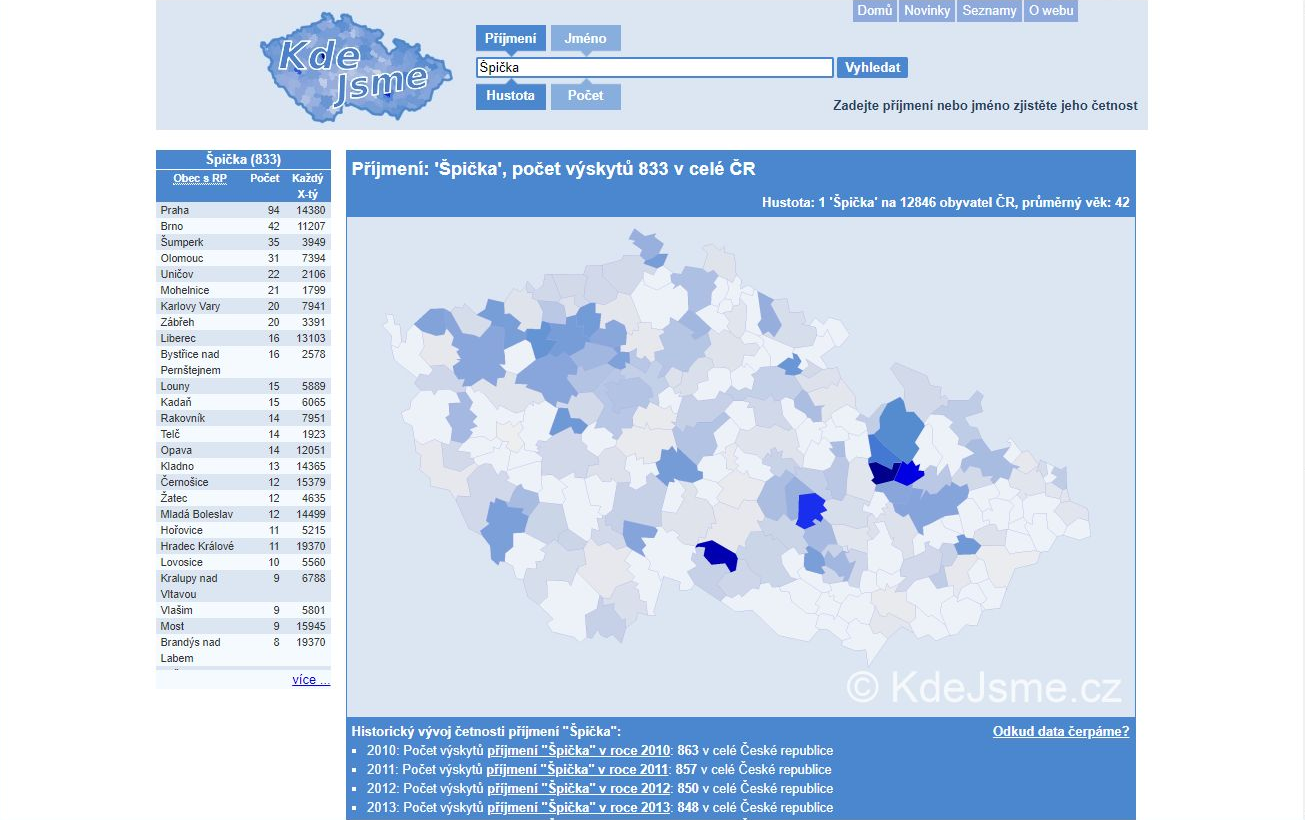 Domů Novinky Seznamy O webu
Kde
Jsme
Příjmení Jméno
Špička Vyhledat
Hustota Počet
Zadejte příjmení nebo jméno zjistěte jeho četnost
Špička (833)
Obec s RP Počet Každý
X-tý
Praha 94 14380
Brno 42 11207
Šumperk 35 3949
Olomouc 31 7394
Uničov 22 2106
Mohelnice 21 1799
Karlovy Vary 20 7941
Zábřeh 20 3391
Liberec 16 13103
Bystřice nad 16 2578
Pernštejnem
Louny 15 5889
Kadaň 15 6065
Rakovník 14 7951
Telč 14 1923
Opava 14 12051
Kladno 13 14365
Černošice 12 15379
Žatec 12 4635
Mladá Boleslav 12 14499
Hořovice 11 5215
Hradec Králové 11 19370
Lovosice 10 5560
Kralupy nad 9 6788
Vltavou
Vlašim 9 5801
Most 9 15945
Brandýs nad 8 19370
Labem
více ...
Příjmení: 'Špička', počet výskytů 833 v celé ČR
Hustota: 1 'Špička' na 12846 obyvatel ČR, průměrný věk: 42
© KdeJsme.cz
Historický vývoj četnosti příjmení "Špička": Odkud data čerpáme?
▪ 2010: Počet výskytů příjmení "Špička" v roce 2010: 863 v celé České republice
▪ 2011: Počet výskytů příjmení "Špička" v roce 2011: 857 v celé České republice
▪ 2012: Počet výskytů příjmení "Špička" v roce 2012: 850 v celé České republice
▪ 2013: Počet výskytů příjmení "Špička" v roce 2013: 848 v celé České republice